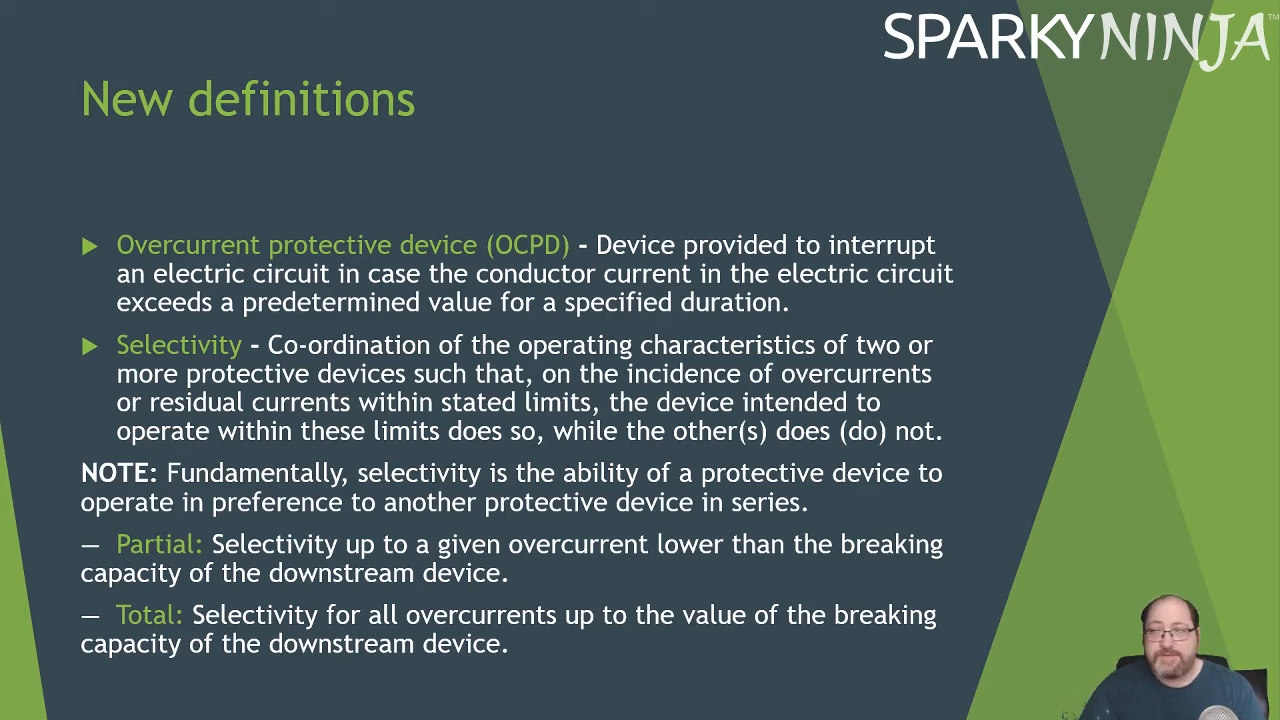 SPARKYNINJA™
New definitions
Overcurrent protective device (OCPD) – Device provided to interrupt
an electric circuit in case the conductor current in the electric circuit
exceeds a predetermined value for a specified duration.
Selectivity – Co-ordination of the operating characteristics of two or
more protective devices such that, on the incidence of overcurrents
or residual currents within stated limits, the device intended to
operate within these limits does so, while the other(s) does (do) not.
NOTE: Fundamentally, selectivity is the ability of a protective device to
operate in preference to another protective device in series.
— Partial: Selectivity up to a given overcurrent lower than the breaking
capacity of the downstream device.
— Total: Selectivity for all overcurrents up to the value of the breaking
capacity of the downstream device.